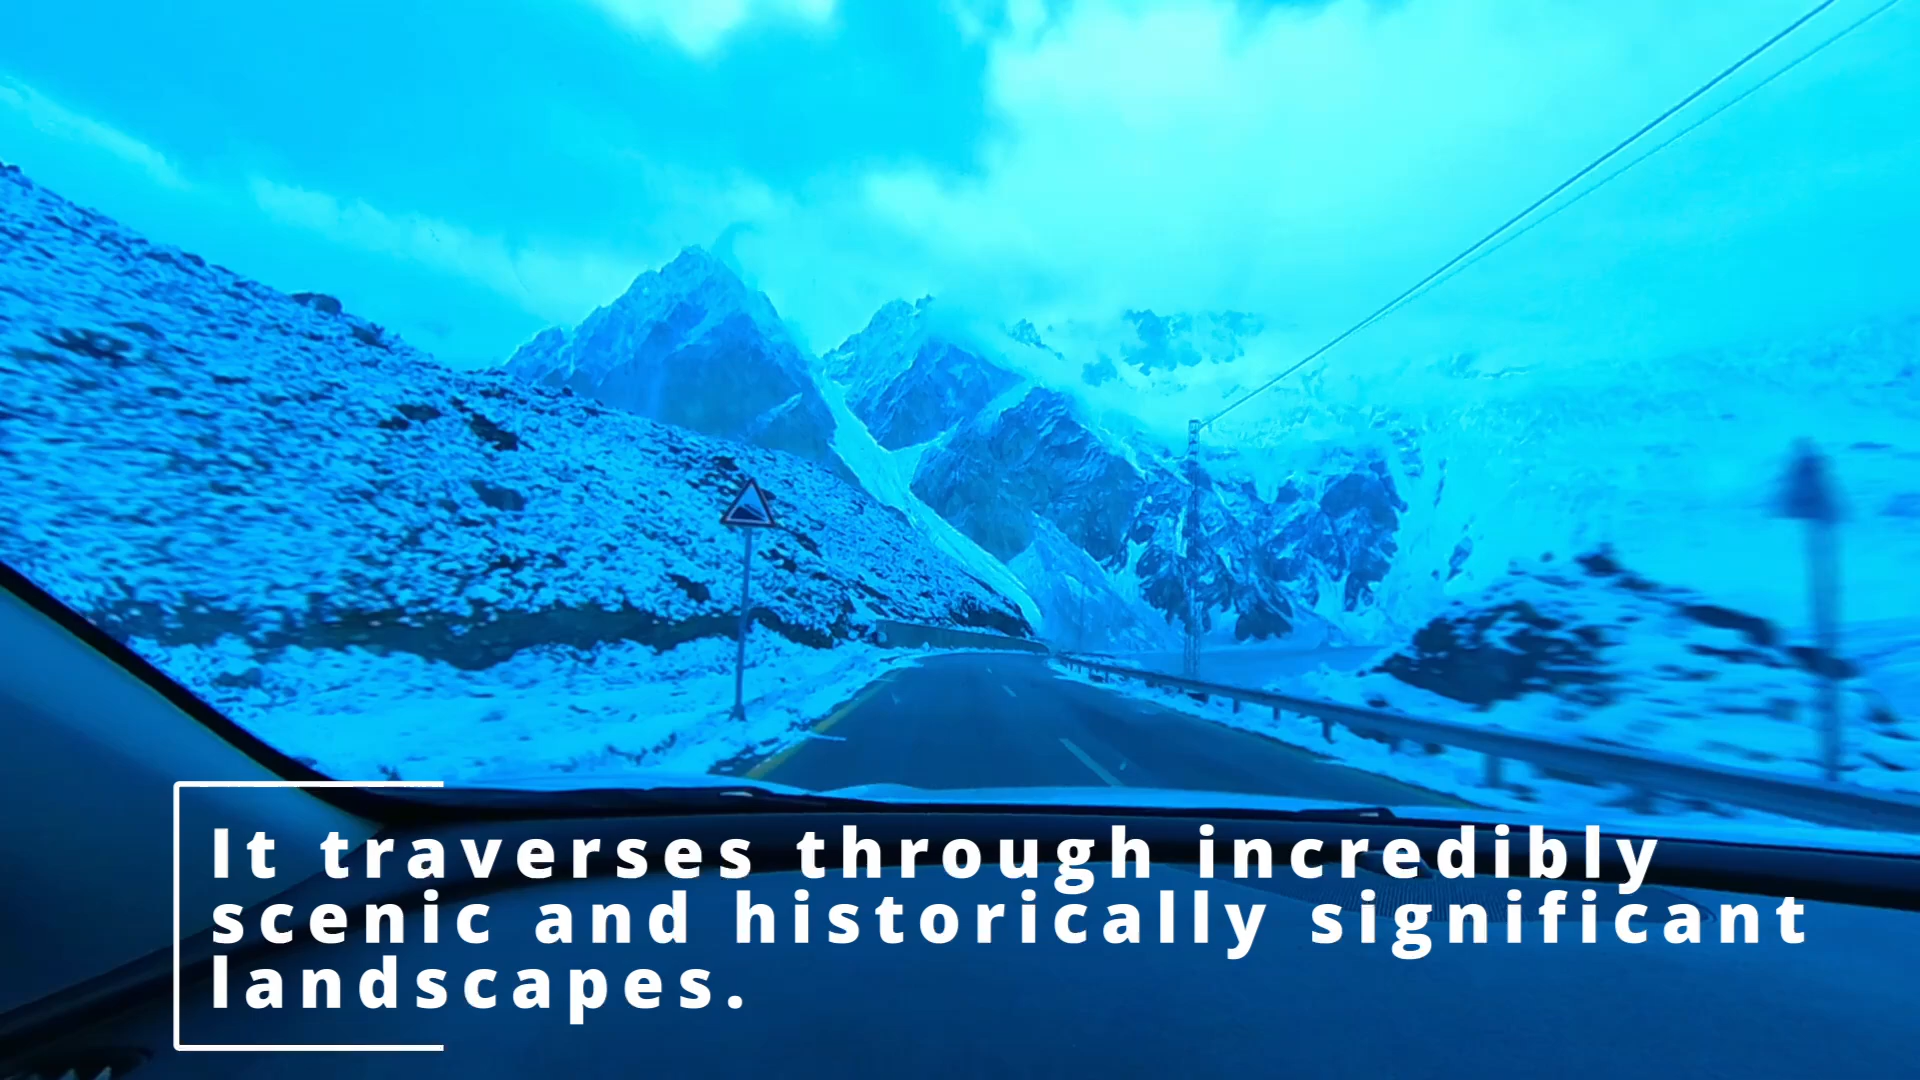 It traverses through incredibly
scenic and historically significant
landscapes.